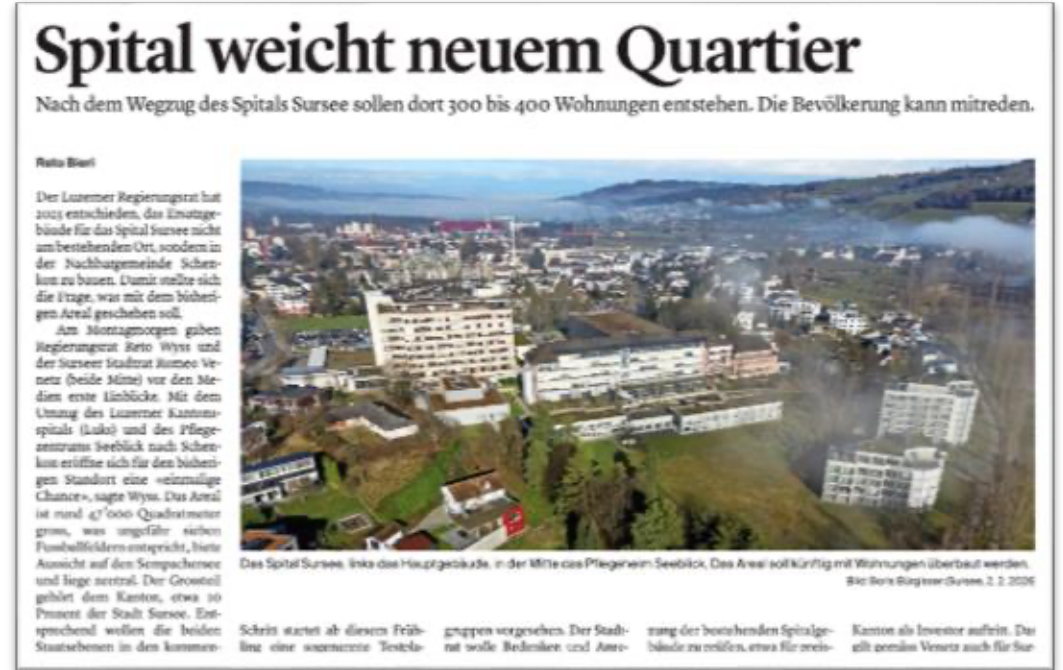 Spital weicht neuem Quartier
Nach dem Wegzug des Spitals Sursee sollen dort 300 bis 400 Wohnungen entstehen. Die Bevölkerung kann mitreden.
Reto Bieri
Der Luzerner Regierungsrat hat
2023 entschieden, das Ersatzge-
bäude für das Spital Sursee nicht
am bestehenden Ort, sondern in
der Nachbargemeinde Schen-
kon zu bauen. Damit stellte sich
die Frage, was mit dem bisheri-
gen Areal geschehen soll.
Am Montagmorgen gaben
Regierungsrat Reto Wyss und
der Surseer Stadtrat Romeo Ve-
netz (beide Mitte) vor den Me-
dien erste Einblicke. Mit dem
Umzug des Luzerner Kantons-
spitals (Luks) und des Pflege-
zentrums Seeblick nach Schen-
kon eröffne sich für den bisheri-
gen Standort eine «einmalige
Chance», sagte Wyss. Das Areal
ist rund 47'000 Quadratmeter
gross, was ungefähr sieben
Fussballfeldern entspricht, biete
Aussicht auf den Sempachersee
und liege zentral. Der Grossteil
gehört dem Kanton, etwa 10
Prozent der Stadt Sursee. Ent-
sprechend wollen die beiden
Staatsebenen in den kommen-
Das Spital Sursee, links das Hauptgebäude, in der Mitte das Pflegeheim Seeblick. Das Areal soll künftig mit Wohnungen überbaut werden.
Bild: Boris Bürgisser (Sursee, 2. 2. 2026
Schritt startet ab diesem Früh-
ling eine sogenannte Testpla-
gruppen vorgesehen. Der Stadt-
rat wolle Bedenken und Anre-
nung der bestehenden Spitalge-
bäude zu prüfen, etwa für preis-
Kanton als Investor auftritt. Das
gilt gemäss Venetz auch für Sur-